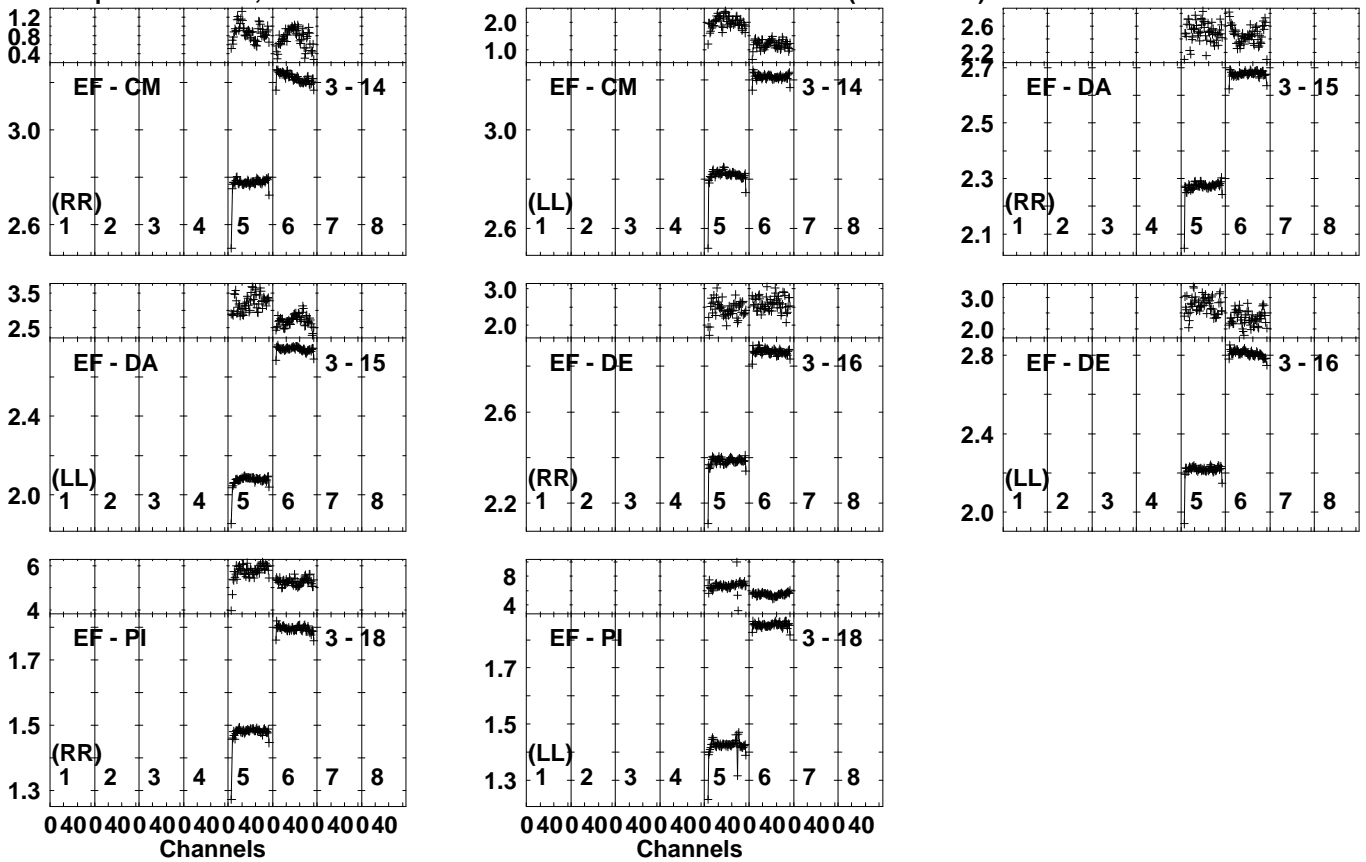 1.2
0.8
0.4
EF - CM 3 - 14
3.0
(RR)
2.6
1 2 3 4 5 6 7 8
2.0
1.0
EF - CM 3 - 14
3.0
(LL)
2.6
1 2 3 4 5 6 7 8
2.6
2.2
2.7
EF - DA 3 - 15
2.5
2.3
(RR)
2.1
1 2 3 4 5 6 7 8
3.5
2.5
EF - DA 3 - 15
2.4
(LL)
2.0
1 2 3 4 5 6 7 8
3.0
2.0
EF - DE 3 - 16
2.6
(RR)
2.2
1 2 3 4 5 6 7 8
3.0
2.0
2.8
EF - DE 3 - 16
2.4
(LL)
2.0
1 2 3 4 5 6 7 8
6
4
EF - PI 3 - 18
1.7
1.5
(RR)
1.3
1 2 3 4 5 6 7 8
0 40 0 40 0 40 0 40 0 40 0 40 0 40 0 40
Channels
8
4
EF - PI 3 - 18
1.7
1.5
(LL)
1.3
1 2 3 4 5 6 7 8
0 40 0 40 0 40 0 40 0 40 0 40 0 40 0 40
Channels